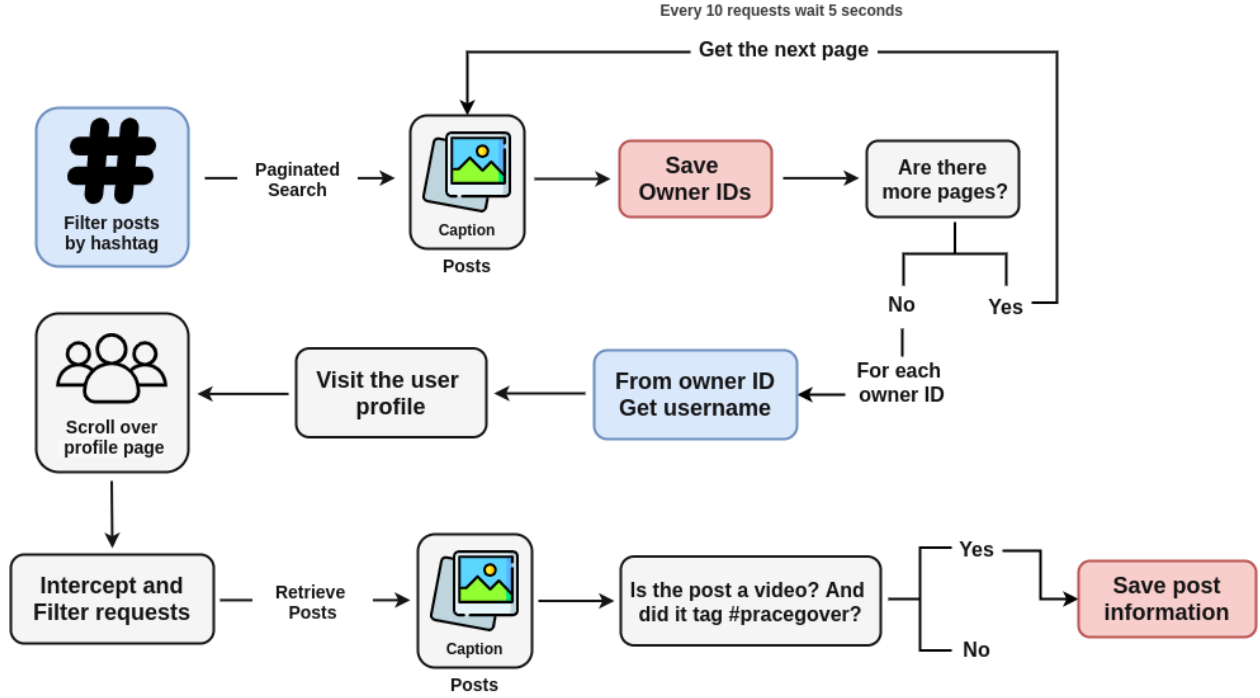 Every 10 requests wait 5 seconds
Get the next page
Filter posts
by hashtag
Paginated
Search
Caption
Posts
Save
Owner IDs
Are there
more pages?
No
Yes
For each
owner ID
From owner ID
Get username
Visit the user
profile
Scroll over
profile page
Intercept and
Filter requests
Retrieve
Posts
Caption
Posts
Is the post a video? And
did it tag #pracegover?
Yes
No
Save post
information